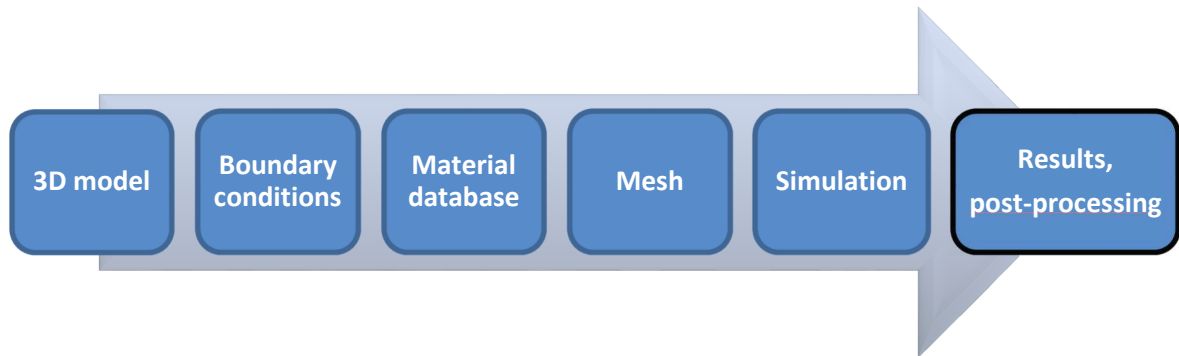 3D model
Boundary
conditions
Material
database
Mesh
Simulation
Results,
post-processing